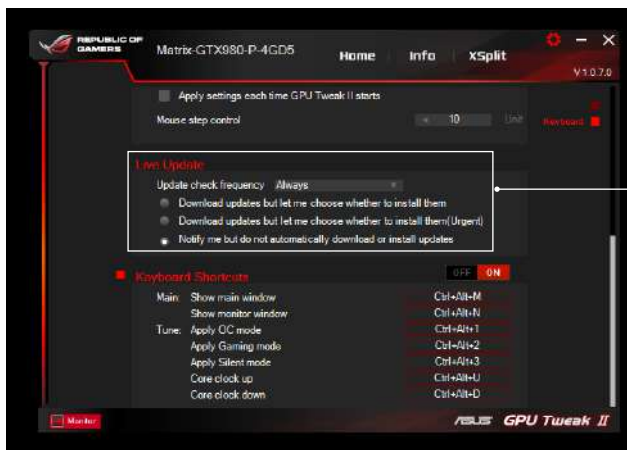 REPUBLIC OF
GAMERS
Matrix-GTX980-P-4GD5
Home Info XSplit
V 1.0.7.0
Apply settings each time GPU Tweak II starts
Mouse step control 10 Unit
Keyboard
Live Update
Update check frequency Always
Download updates but let me choose whether to install them
Download updates but let me choose whether to install them(Urgent)
Notify me but do not automatically download or install updates
Keyboard Shortcuts OFF ON
Main: Show main window Ctrl+Alt+M
Show monitor window Ctrl+Alt+N
Tune: Apply OC mode Ctrl+Alt+1
Apply Gaming mode Ctrl+Alt+2
Apply Silent mode Ctrl+Alt+3
Core clock up Ctrl+Alt+U
Core clock down Ctrl+Alt+D
Monitor
ASUS GPU Tweak II